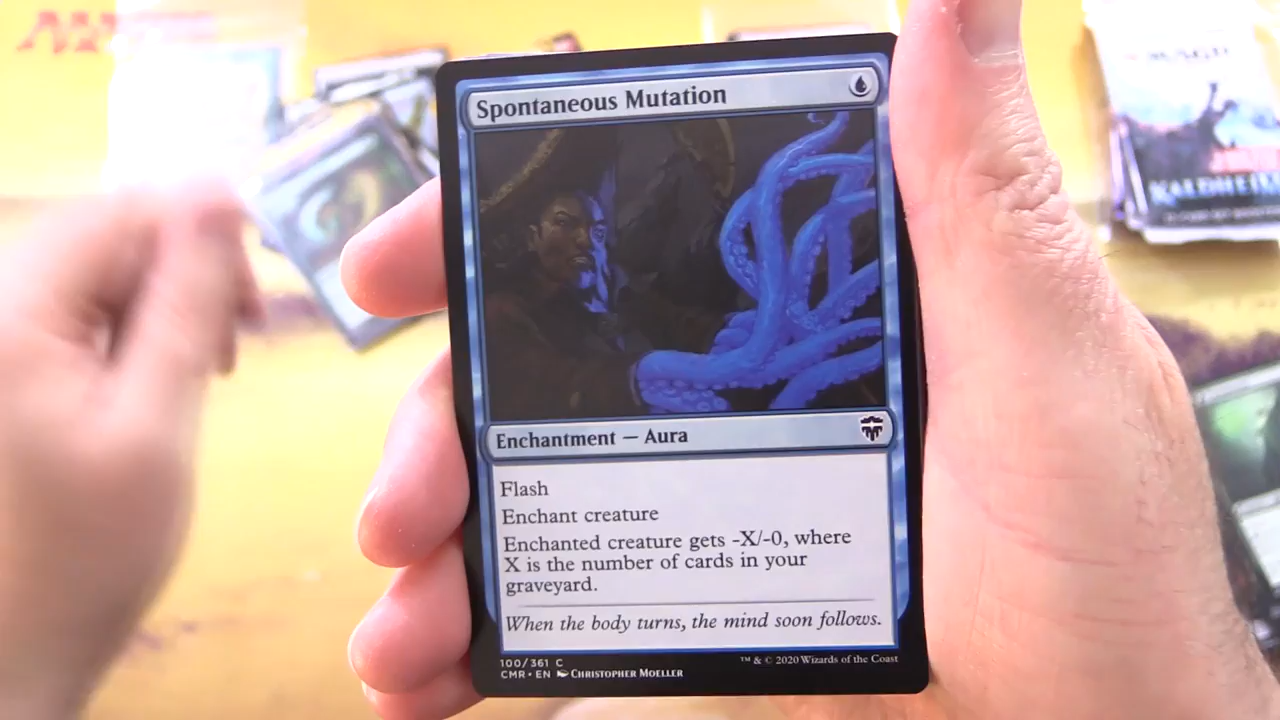 Spontaneous Mutation
Enchantment — Aura
Flash
Enchant creature
Enchanted creature gets -X/-0, where
X is the number of cards in your
graveyard.
When the body turns, the mind soon follows.
100/361 C
CMR • EN Christopher Moeller
™ & © 2020 Wizards of the Coast
KALDHEIM